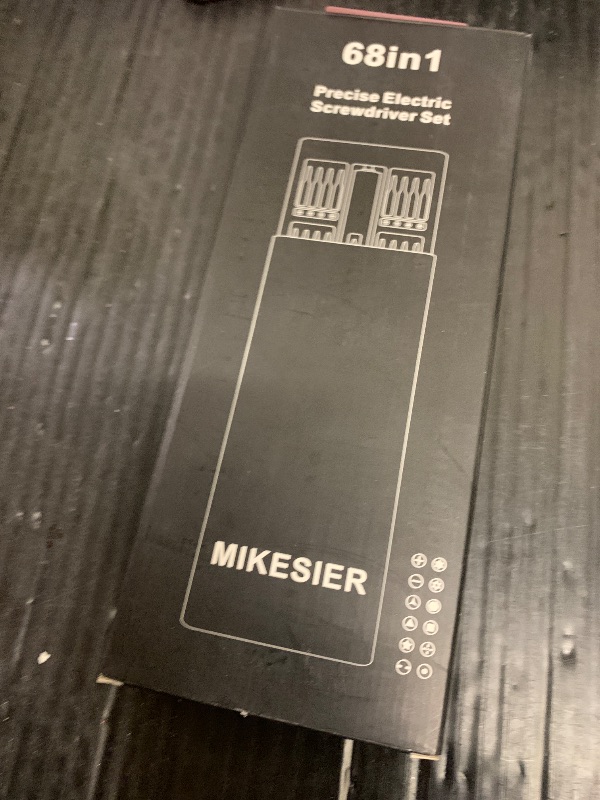 68in1
Precise Electric
Screwdriver Set
MIKESIER